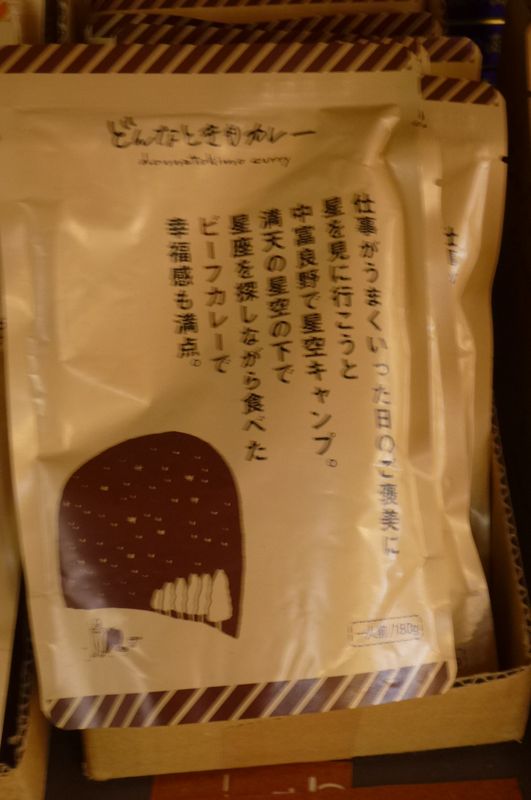 どんなときもカレー
donnatokimo curry
仕事がうまくいった日のご褒美に
星を見に行こうと
中富良野で星空キャンプ。
満天の星空の下で
星座を探しながら食べた
ビーフカレーで
幸福感も満点。
一人前/180g